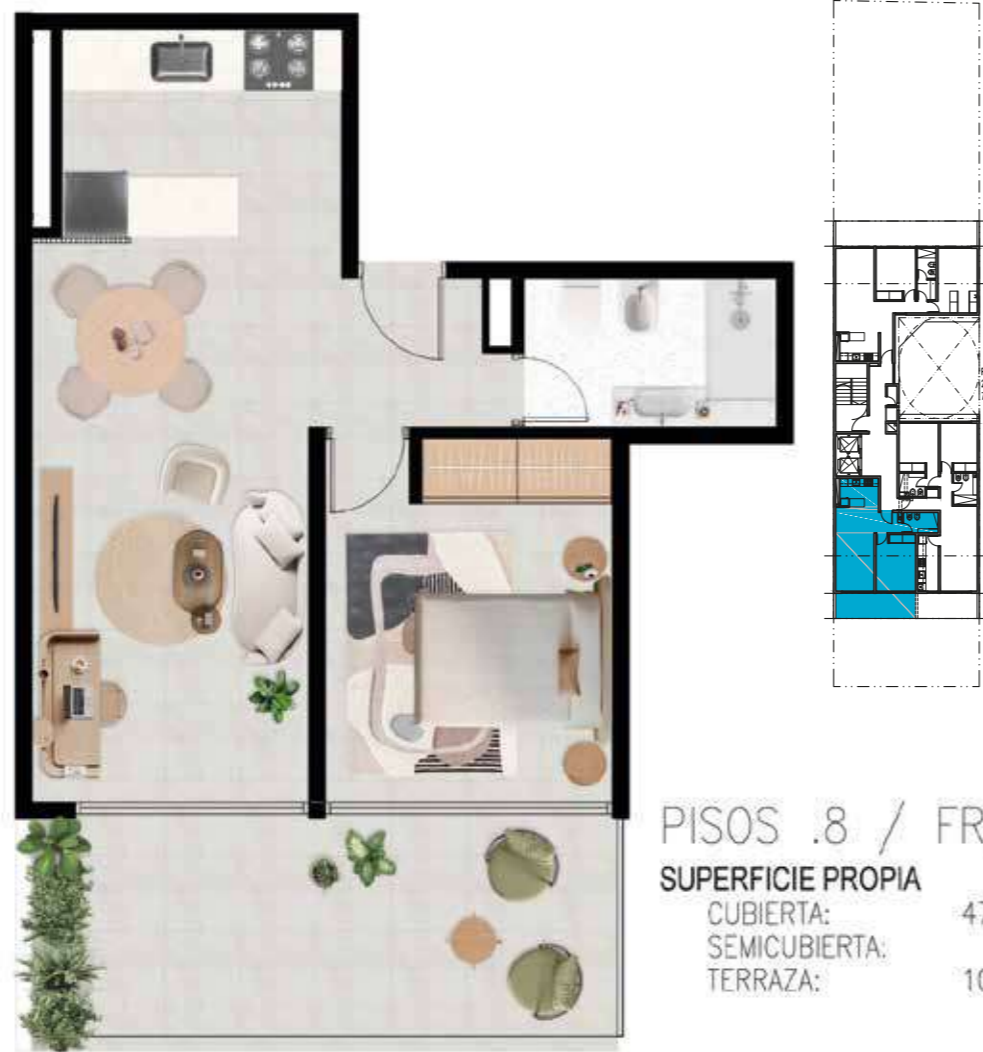 PISOS .8 / FR
SUPERFICIE PROPIA
CUBIERTA: 47
SEMICUBIERTA:
TERRAZA: 10